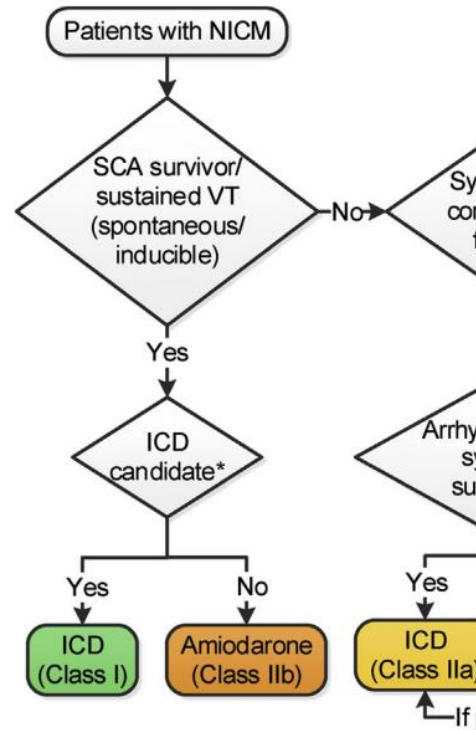 Patients with NICM
SCA survivor/
sustained VT
(spontaneous/
inducible)
No
Yes
ICD
candidate*
Yes
No
Yes
ICD
(Class I)
Amiodarone
(Class IIb)
ICD
(Class IIa)
If